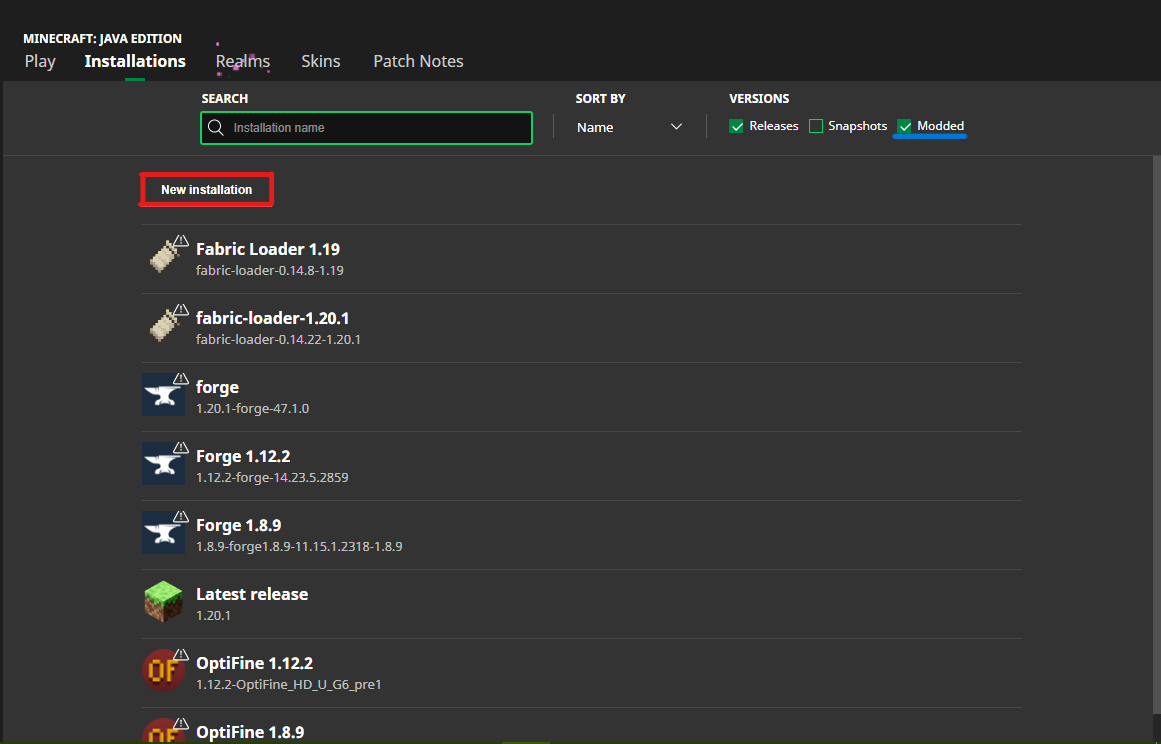 MINECRAFT: JAVA EDITION
Play Installations Realms Skins Patch Notes
SEARCH SORT BY VERSIONS
Installation name Name Releases Snapshots Modded
New installation
Fabric Loader 1.19
fabric-loader-0.14.8-1.19
fabric-loader-1.20.1
fabric-loader-0.14.22-1.20.1
forge
1.20.1-forge-47.1.0
Forge 1.12.2
1.12.2-forge-14.23.5.2859
Forge 1.8.9
1.8.9-forge1.8.9-11.15.1.2318-1.8.9
Latest release
1.20.1
OF OptiFine 1.12.2
1.12.2-OptiFine_HD_U_G6_pre1
OF OptiFine 1.8.9